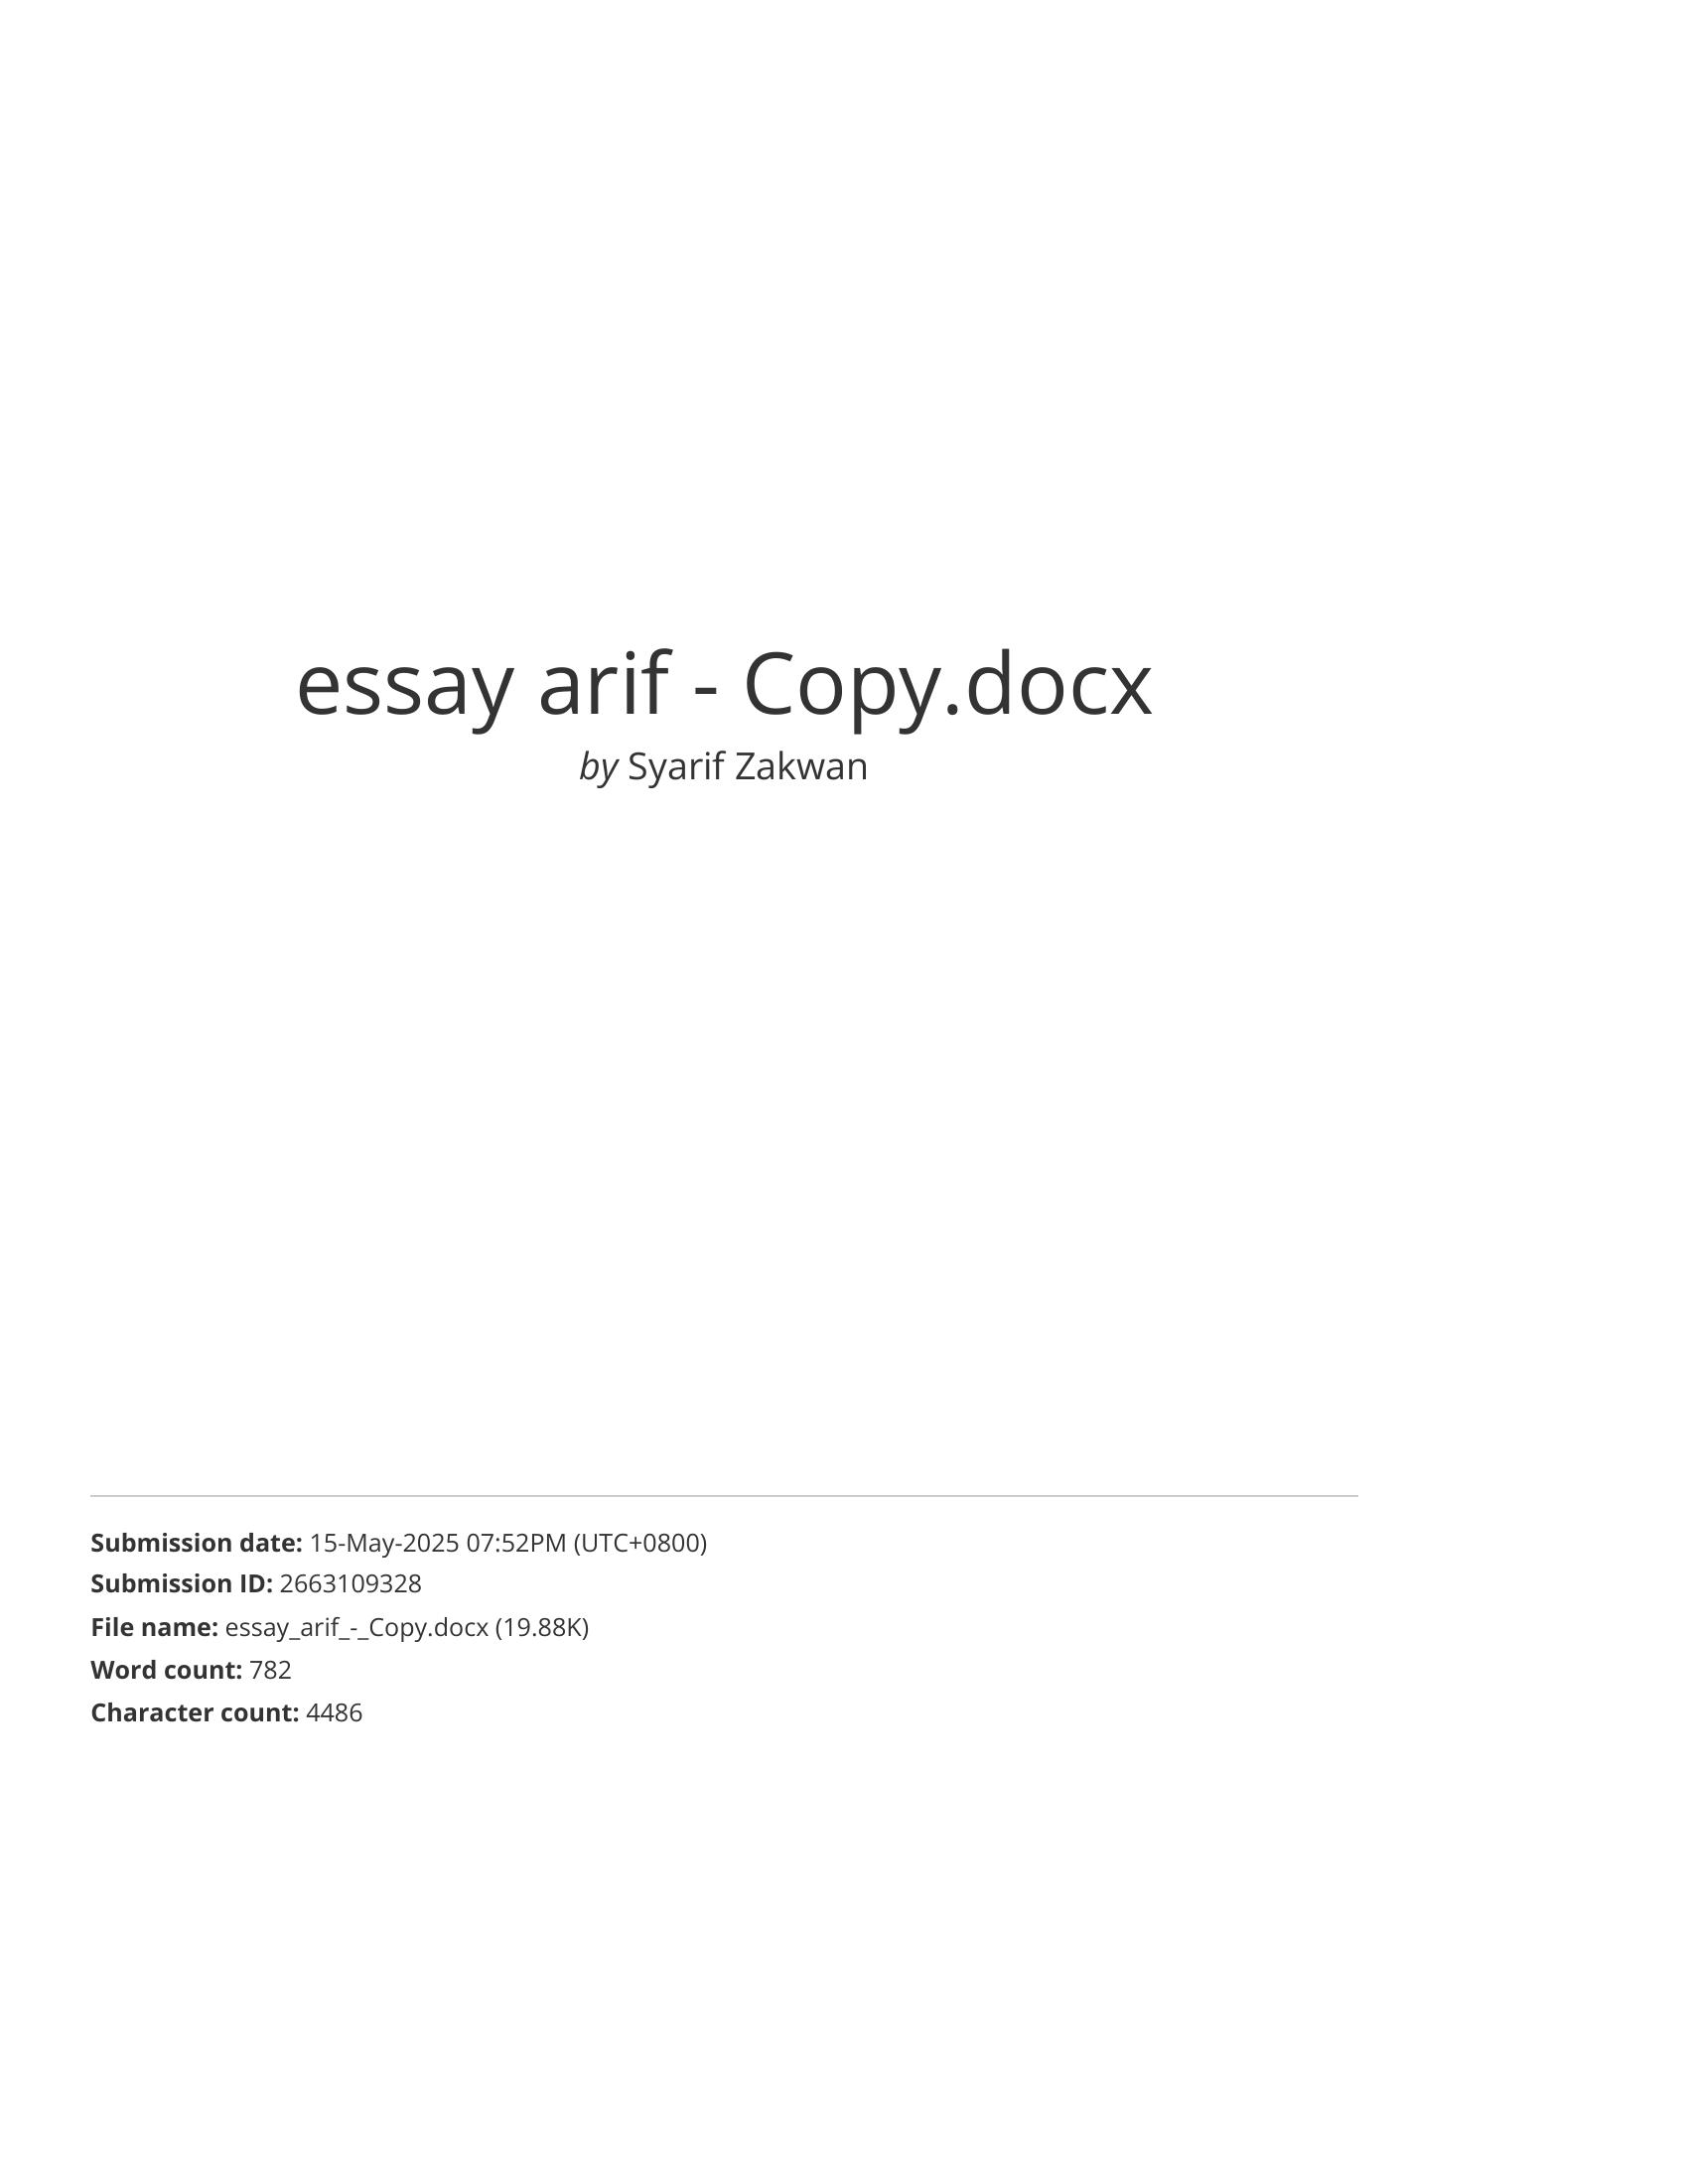 essay arif - Copy.docx
by Syarif Zakwan
Submission date: 15-May-2025 07:52PM (UTC+0800)
Submission ID: 2663109328
File name: essay_arif_-_Copy.docx (19.88K)
Word count: 782
Character count: 4486